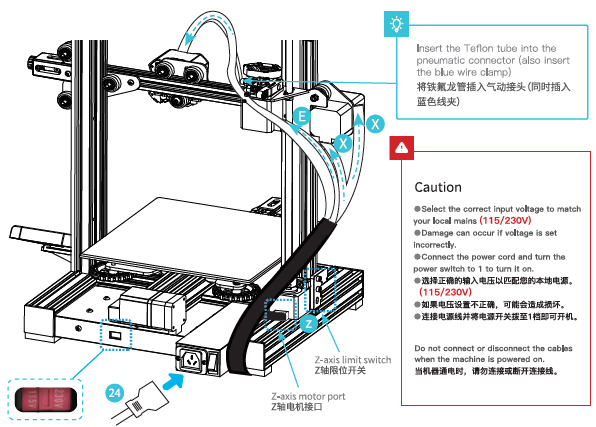 Insert the Teflon tube into the
pneumatic connector (also insert
the blue wire clamp)
将铁氟龙管插入气动接头(同时插入
蓝色线夹)
E
X
X
Caution
●Select the correct input voltage to match
your local mains (115/230V)
●Damage can occur if voltage is set
incorrectly.
●Connect the power cord and turn the
power switch to 1 to turn it on.
●选择正确的输入电压以匹配您的本地电源。
(115/230V)
●如果电压设置不正确，可能会造成损坏。
●连接电源线并将电源开关拨至1档即可开机。
Do not connect or disconnect the cables
when the machine is powered on.
当机器通电时，请勿连接或断开连接线。
Z
Z-axis limit switch
Z轴限位开关
Z-axis motor port
Z轴电机接口
24
115V
230V